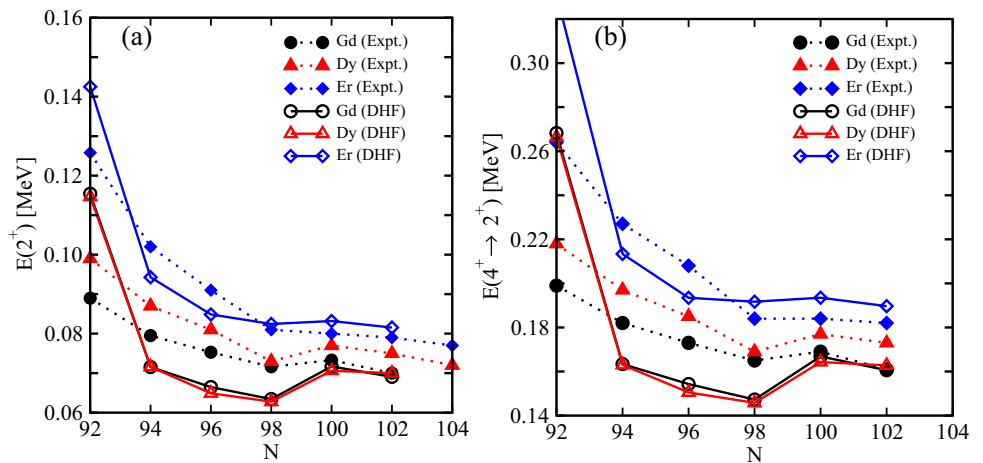 (a)
Gd (Expt.)
Dy (Expt.)
Er (Expt.)
Gd (DHF)
Dy (DHF)
Er (DHF)
0.16
0.14
0.12
0.10
0.08
0.06
E(2⁺) [MeV]
92 94 96 98 100 102 104
N
(b)
Gd (Expt.)
Dy (Expt.)
Er (Expt.)
Gd (DHF)
Dy (DHF)
Er (DHF)
0.30
0.26
0.22
0.18
0.14
E(4⁺ → 2⁺) [MeV]
92 94 96 98 100 102 104
N